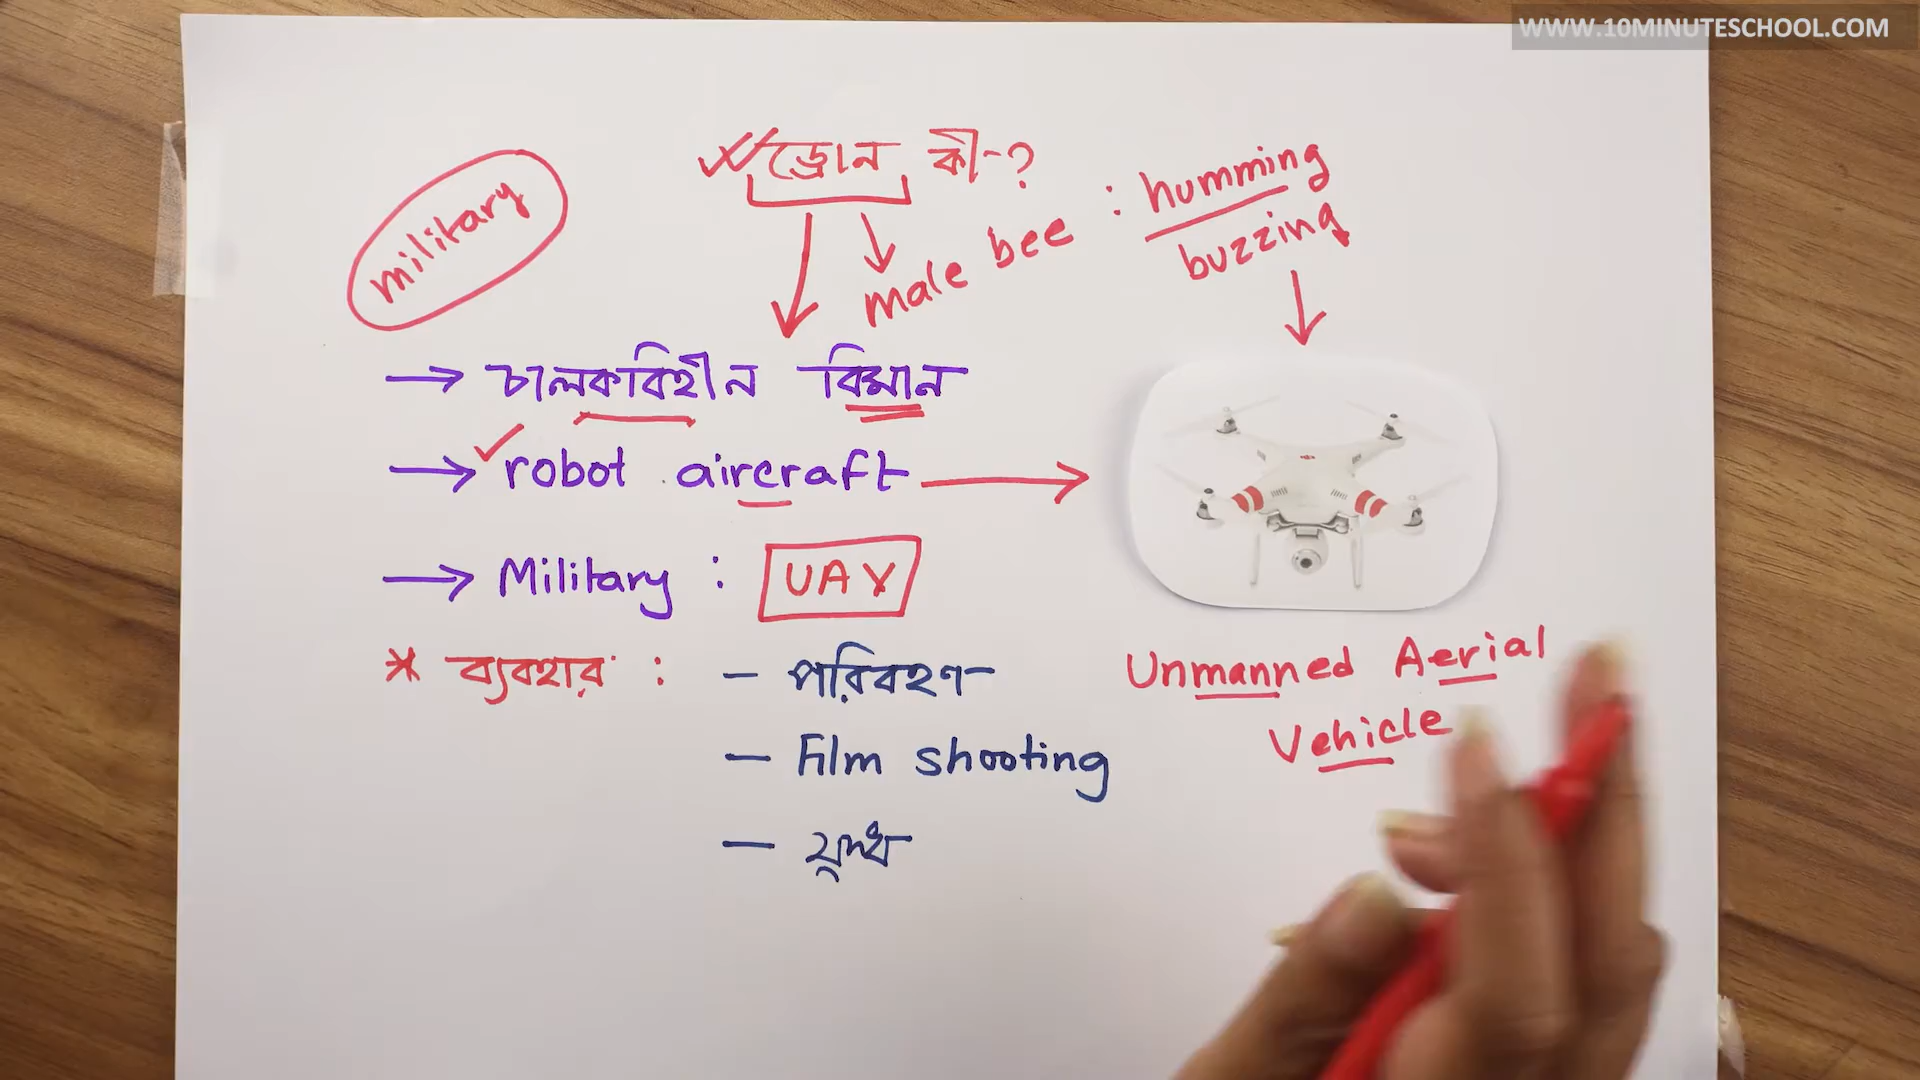 WWW.10MINUTESCHOOL.COM
ড্রোন কী-?
military
male bee : humming
buzzing
→ চালকবিহীন বিমান
→ robot aircraft →
→ Military : UAV
* ব্যবহার : - পরিবহণ
Unmanned Aerial
Vehicle
- Film shooting
- যুদ্ধ